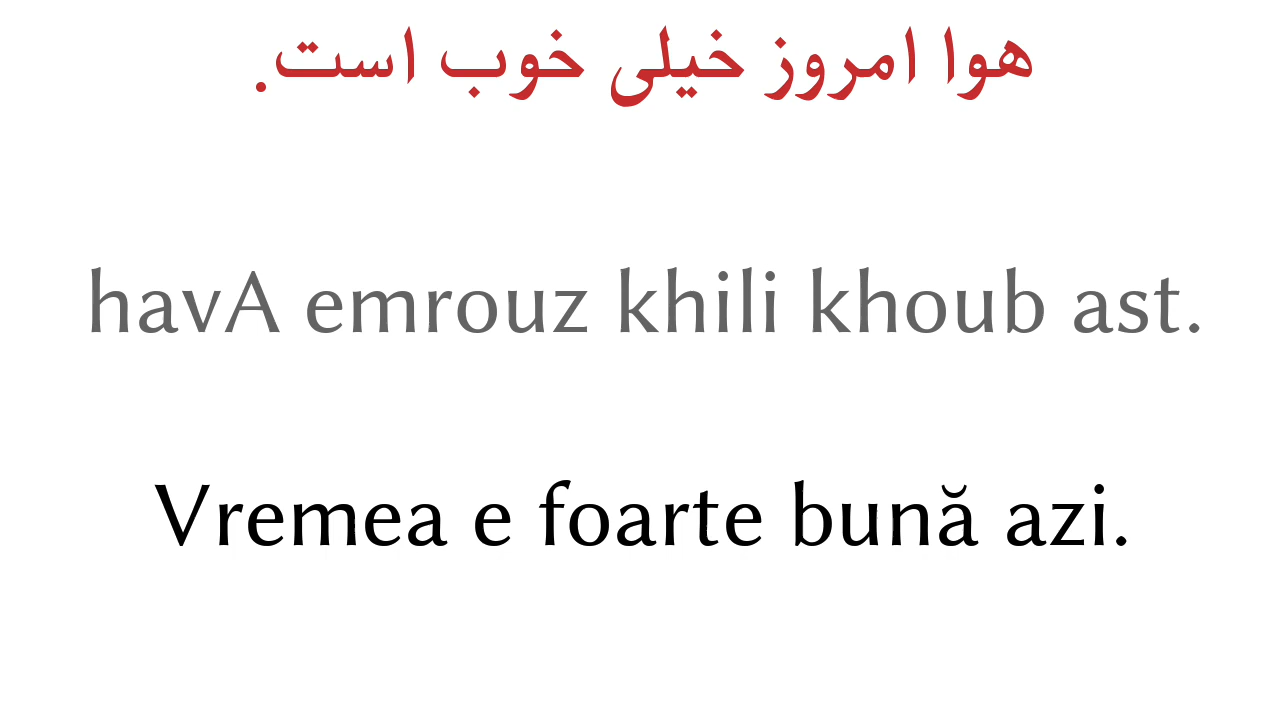 هوا امروز خیلی خوب است.
havA emrouz khili khoub ast.
Vremea e foarte bună azi.